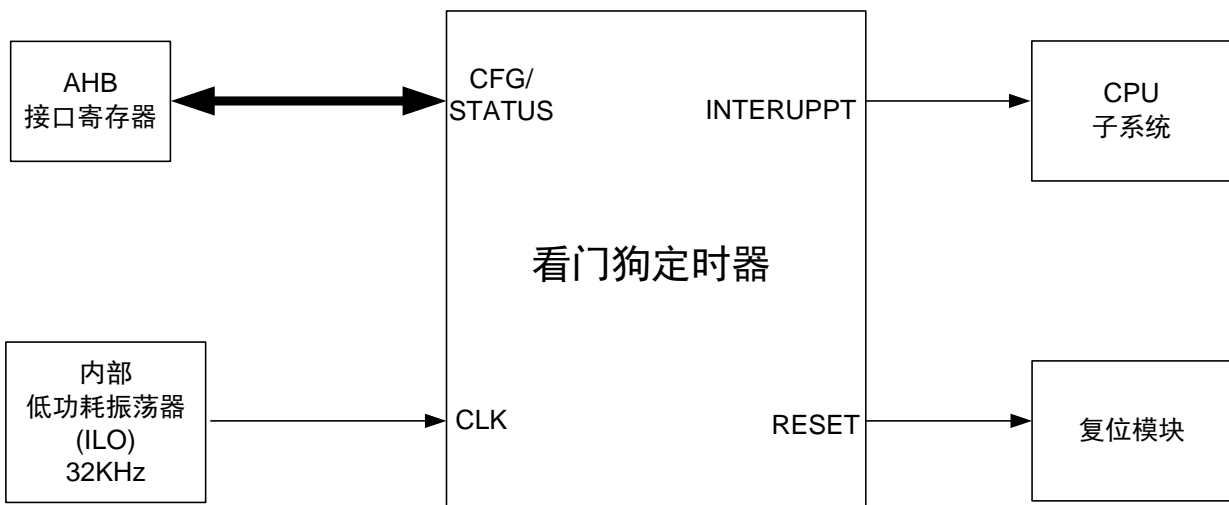 AHB
接口寄存器
CFG/
STATUS
INTERUPPT
CPU
子系统
看门狗定时器
内部
低功耗振荡器
(ILO)
32KHz
CLK
RESET
复位模块